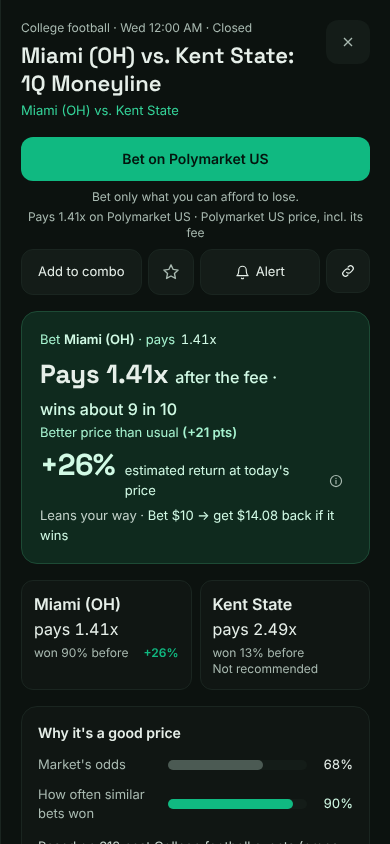 College football · Wed 12:00 AM · Closed
Miami (OH) vs. Kent State:
1Q Moneyline
Miami (OH) vs. Kent State
Bet on Polymarket US
Bet only what you can afford to lose.
Pays 1.41x on Polymarket US · Polymarket US price, incl. its
fee
Add to combo
Alert
Bet Miami (OH) · pays 1.41x
Pays 1.41x after the fee ·
wins about 9 in 10
Better price than usual (+21 pts)
+26% estimated return at today's
price
Leans your way · Bet $10 → get $14.08 back if it
wins
Miami (OH)
pays 1.41x
won 90% before +26%
Kent State
pays 2.49x
won 13% before
Not recommended
Why it's a good price
Market's odds 68%
How often similar
bets won 90%